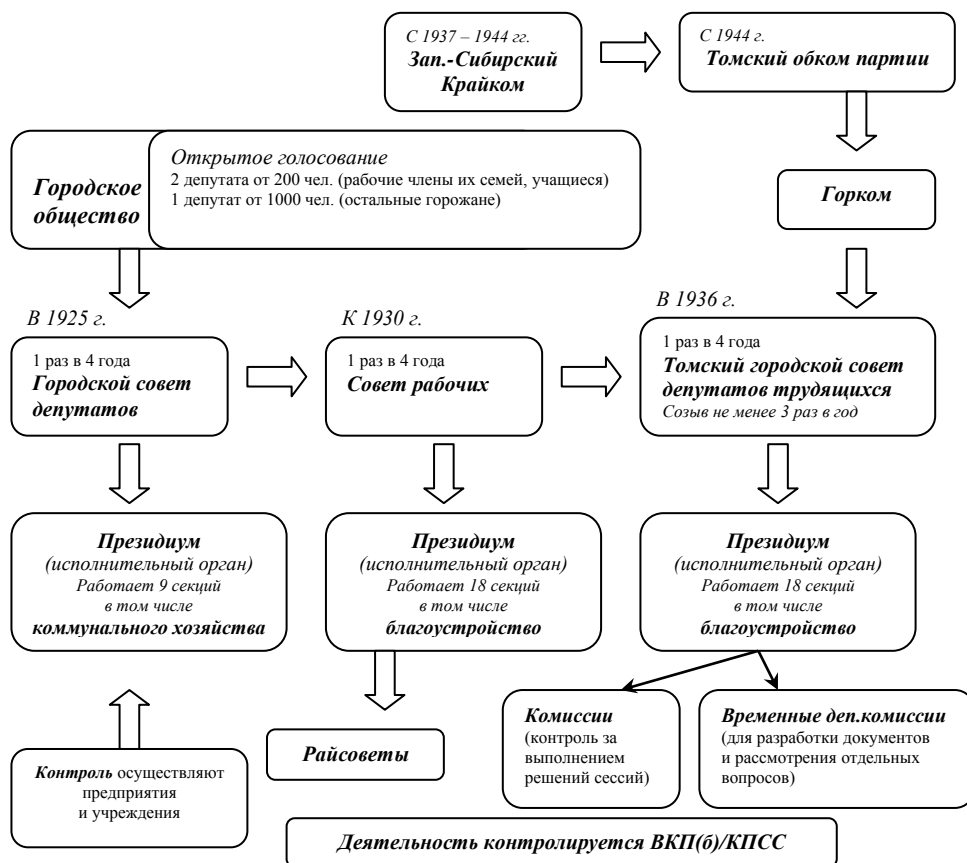 С 1937 – 1944 гг.
Зап.-Сибирский
Крайком
С 1944 г.
Томский обком партии
Городское
общество
Открытое голосование
2 депутата от 200 чел. (рабочие члены их семей, учащиеся)
1 депутат от 1000 чел. (остальные горожане)
Горком
В 1925 г.
1 раз в 4 года
Городской совет
депутатов
К 1930 г.
1 раз в 4 года
Совет рабочих
В 1936 г.
1 раз в 4 года
Томский городской совет
депутатов трудящихся
Созыв не менее 3 раз в год
Президиум
(исполнительный орган)
Работает 9 секций
в том числе
коммунального хозяйства
Президиум
(исполнительный орган)
Работает 18 секций
в том числе
благоустройство
Президиум
(исполнительный орган)
Работает 18 секций
в том числе
благоустройство
Контроль осуществляют
предприятия
и учреждения
Райсоветы
Комиссии
(контроль за
выполнением
решений сессий)
Временные деп.комиссии
(для разработки документов
и рассмотрения отдельных
вопросов)
Деятельность контролируется ВКП(б)/КПСС